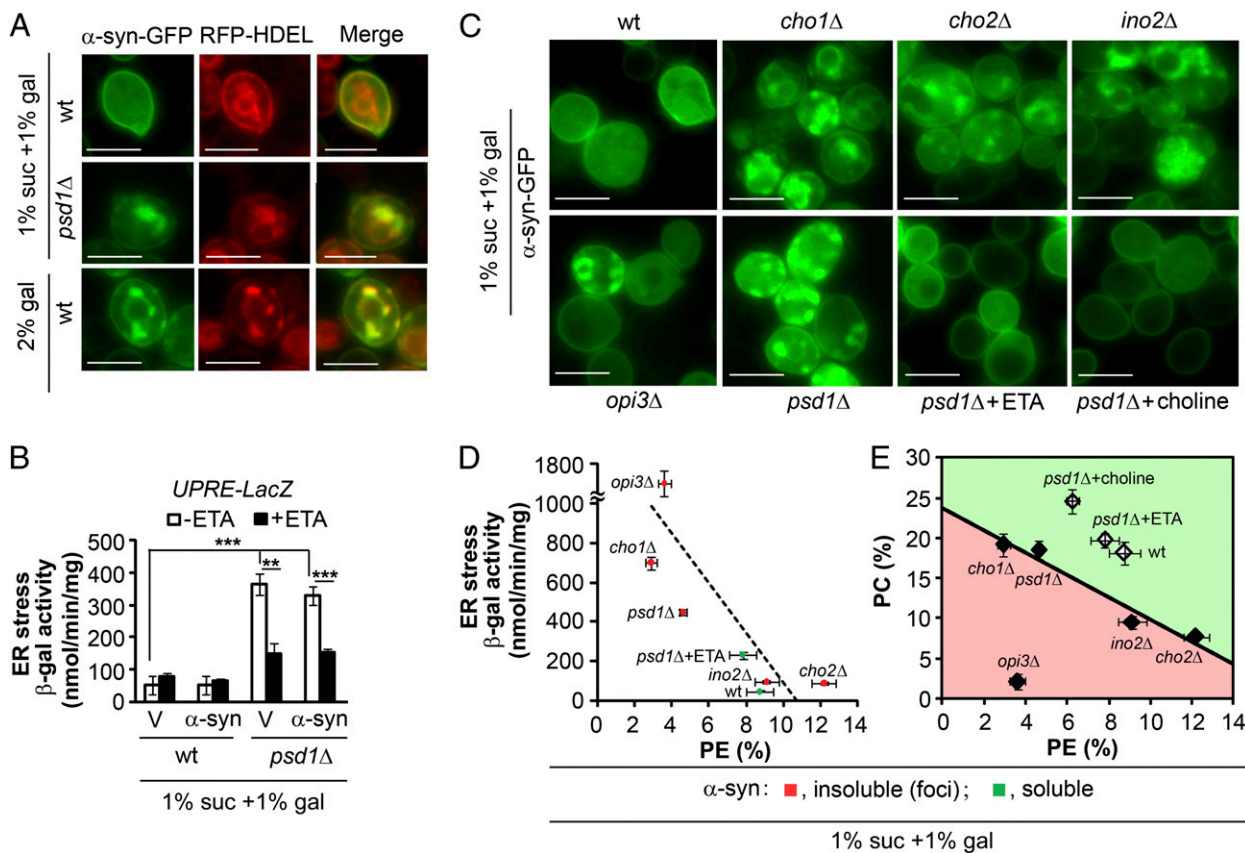 A
α-syn-GFP RFP-HDEL Merge
1% suc +1% gal
wt
psd1Δ
2% gal
wt
B
UPRE-LacZ
-ETA +ETA
ER stress
β-gal activity
(nmol/min/mg)
500
400
300
200
100
0
***
**
***
V α-syn V α-syn
wt psd1Δ
1% suc +1% gal
C
wt cho1Δ cho2Δ ino2Δ
1% suc +1% gal
α-syn-GFP
opi3Δ psd1Δ psd1Δ+ETA psd1Δ+choline
D
ER stress
β-gal activity
(nmol/min/mg)
1800
1000
800
600
400
200
0
opi3Δ
cho1Δ
psd1Δ
psd1Δ+ETA
ino2Δ
wt
cho2Δ
0 2 4 6 8 10 12 14
PE (%)
E
PC (%)
30
25
20
15
10
5
0
psd1Δ+choline
psd1Δ+ETA
wt
cho1Δ
psd1Δ
ino2Δ
cho2Δ
opi3Δ
0 2 4 6 8 10 12 14
PE (%)
α-syn: , insoluble (foci); , soluble
1% suc +1% gal